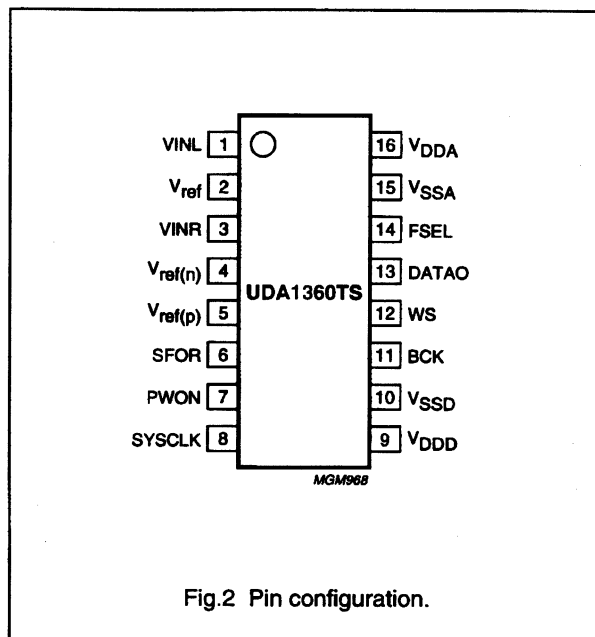 VINL 1 16 VDDA
Vref 2 15 VSSA
VINR 3 14 FSEL
Vref(n) 4 13 DATAO
UDA1360TS
Vref(p) 5 12 WS
SFOR 6 11 BCK
PWON 7 10 VSSD
SYSCLK 8 9 VDDD
MGM968
Fig.2 Pin configuration.